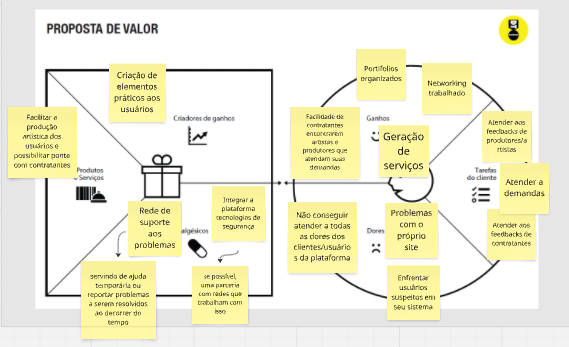 PROPOSTA DE VALOR
Criação de
elementos
práticos aos
usuários
Criadores de ganhos
Facilitar a
produção
Artística dos
usuários e
possibilitar ponte
com contratantes
Produtos
e Serviços
Rede de
suporte
aos
problemas
Integrar a
plataforma
tecnologias de
segurança
algésicos
servindo de ajuda
temporária ou
reportar problemas
a serem resolvidos
ao decorrer do
tempo
se possível,
uma parceria
com redes que
trabalham com
isso
Portifolios
organizados
Networking
trabalhado
Facilidade de
contratantes
encontrarem
artistas e
produtores que
atendam suas
demandas
Ganhos
Geração
de
serviços
Atender aos
feedbacks de
produtores/a
rtistas
Tarefas
do cliente
Atender a
demandas
Atender aos
feedbacks de
contratantes
Não conseguir
atender a todas
as dores dos
clientes/usuário
s da plataforma
Dores
Problemas
com o
próprio
site
Enfrentar
usuários
suspeitos em
seu sistema